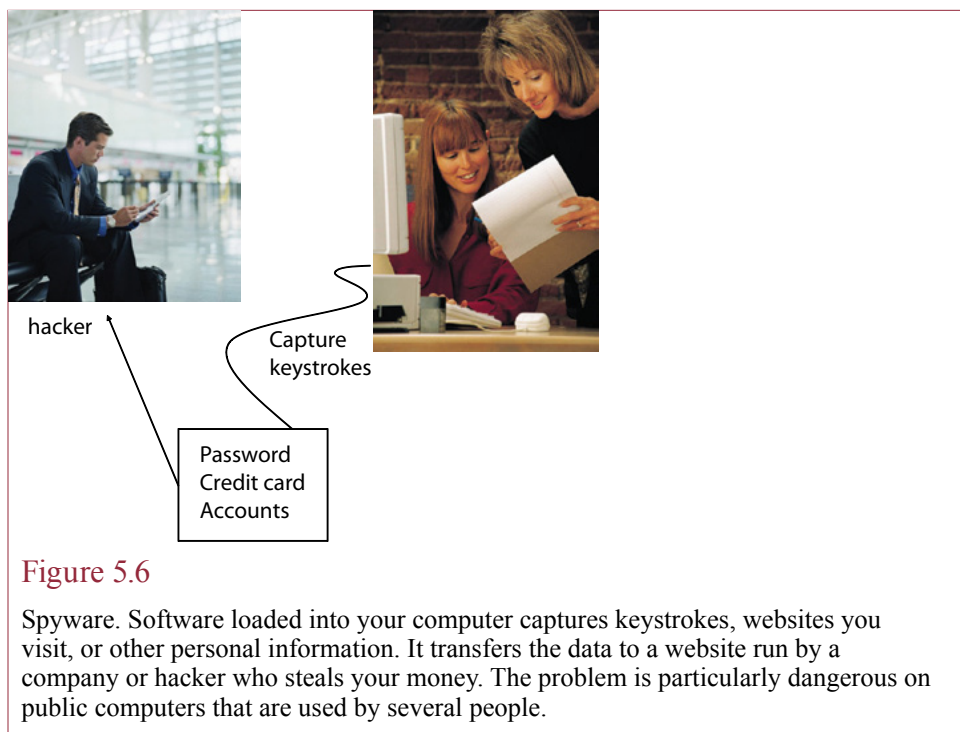 hacker
Capture
keystrokes
Password
Credit card
Accounts
Figure 5.6
Spyware. Software loaded into your computer captures keystrokes, websites you
visit, or other personal information. It transfers the data to a website run by a
company or hacker who steals your money. The problem is particularly dangerous on
public computers that are used by several people.